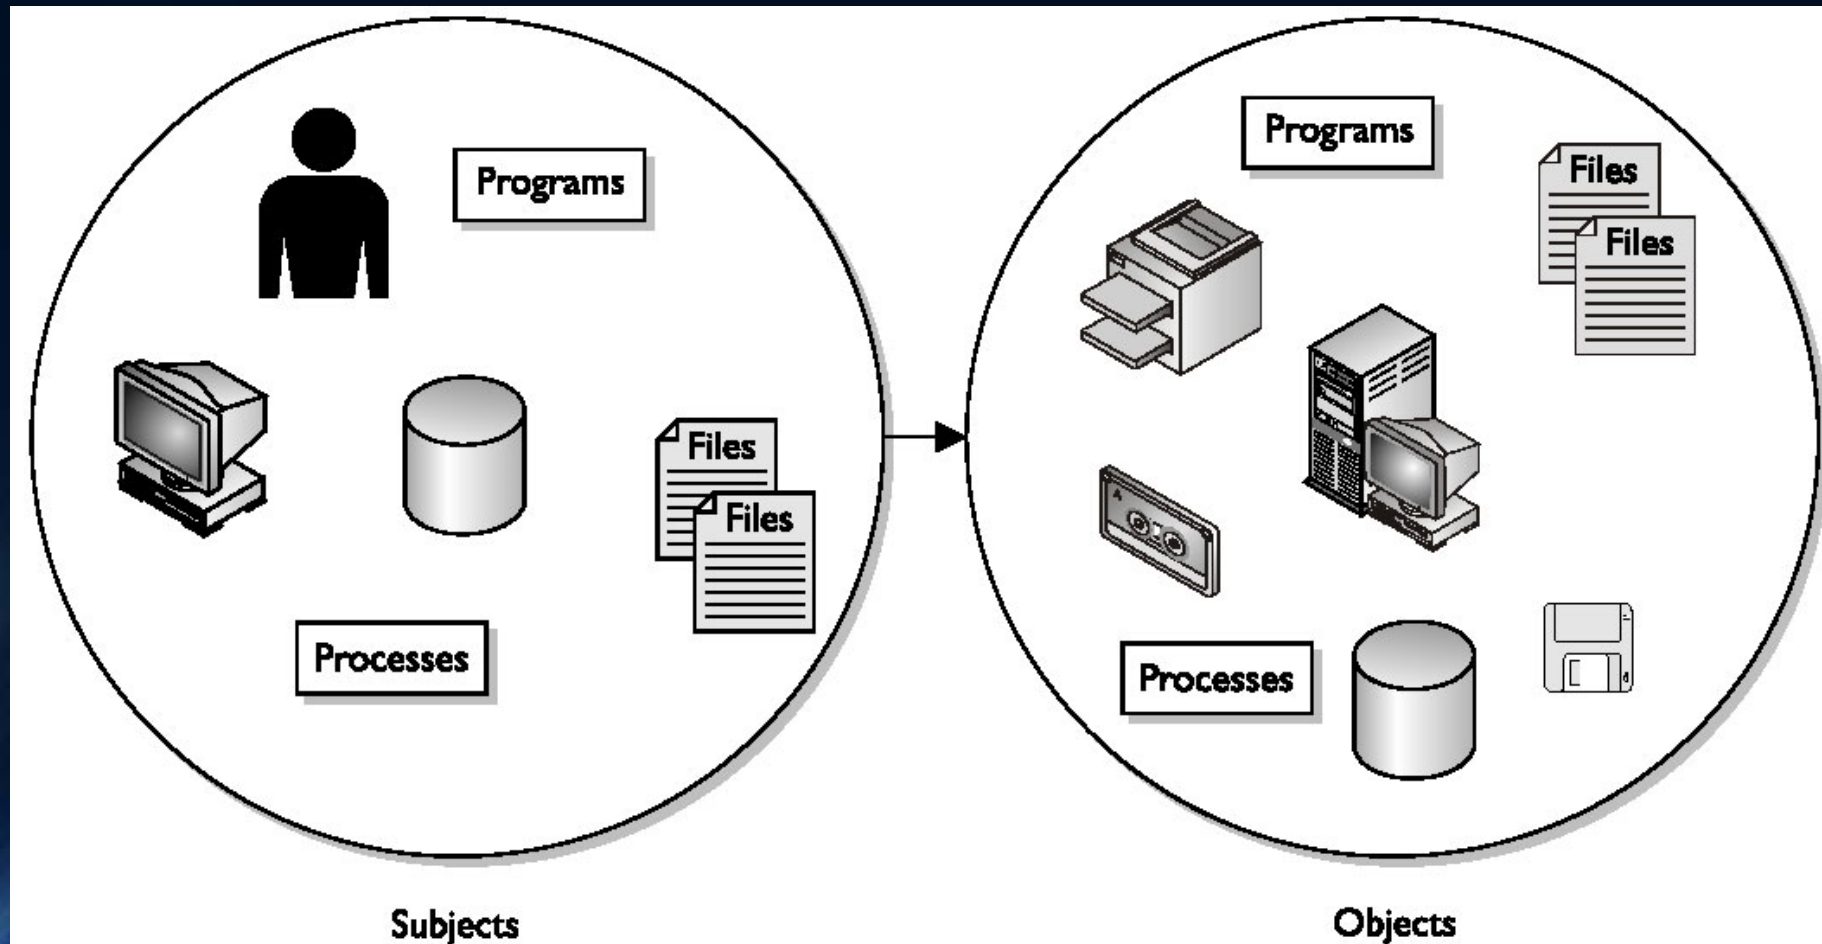 Programs
Files
Files
Processes
Subjects
Programs
Files
Files
Processes
Objects